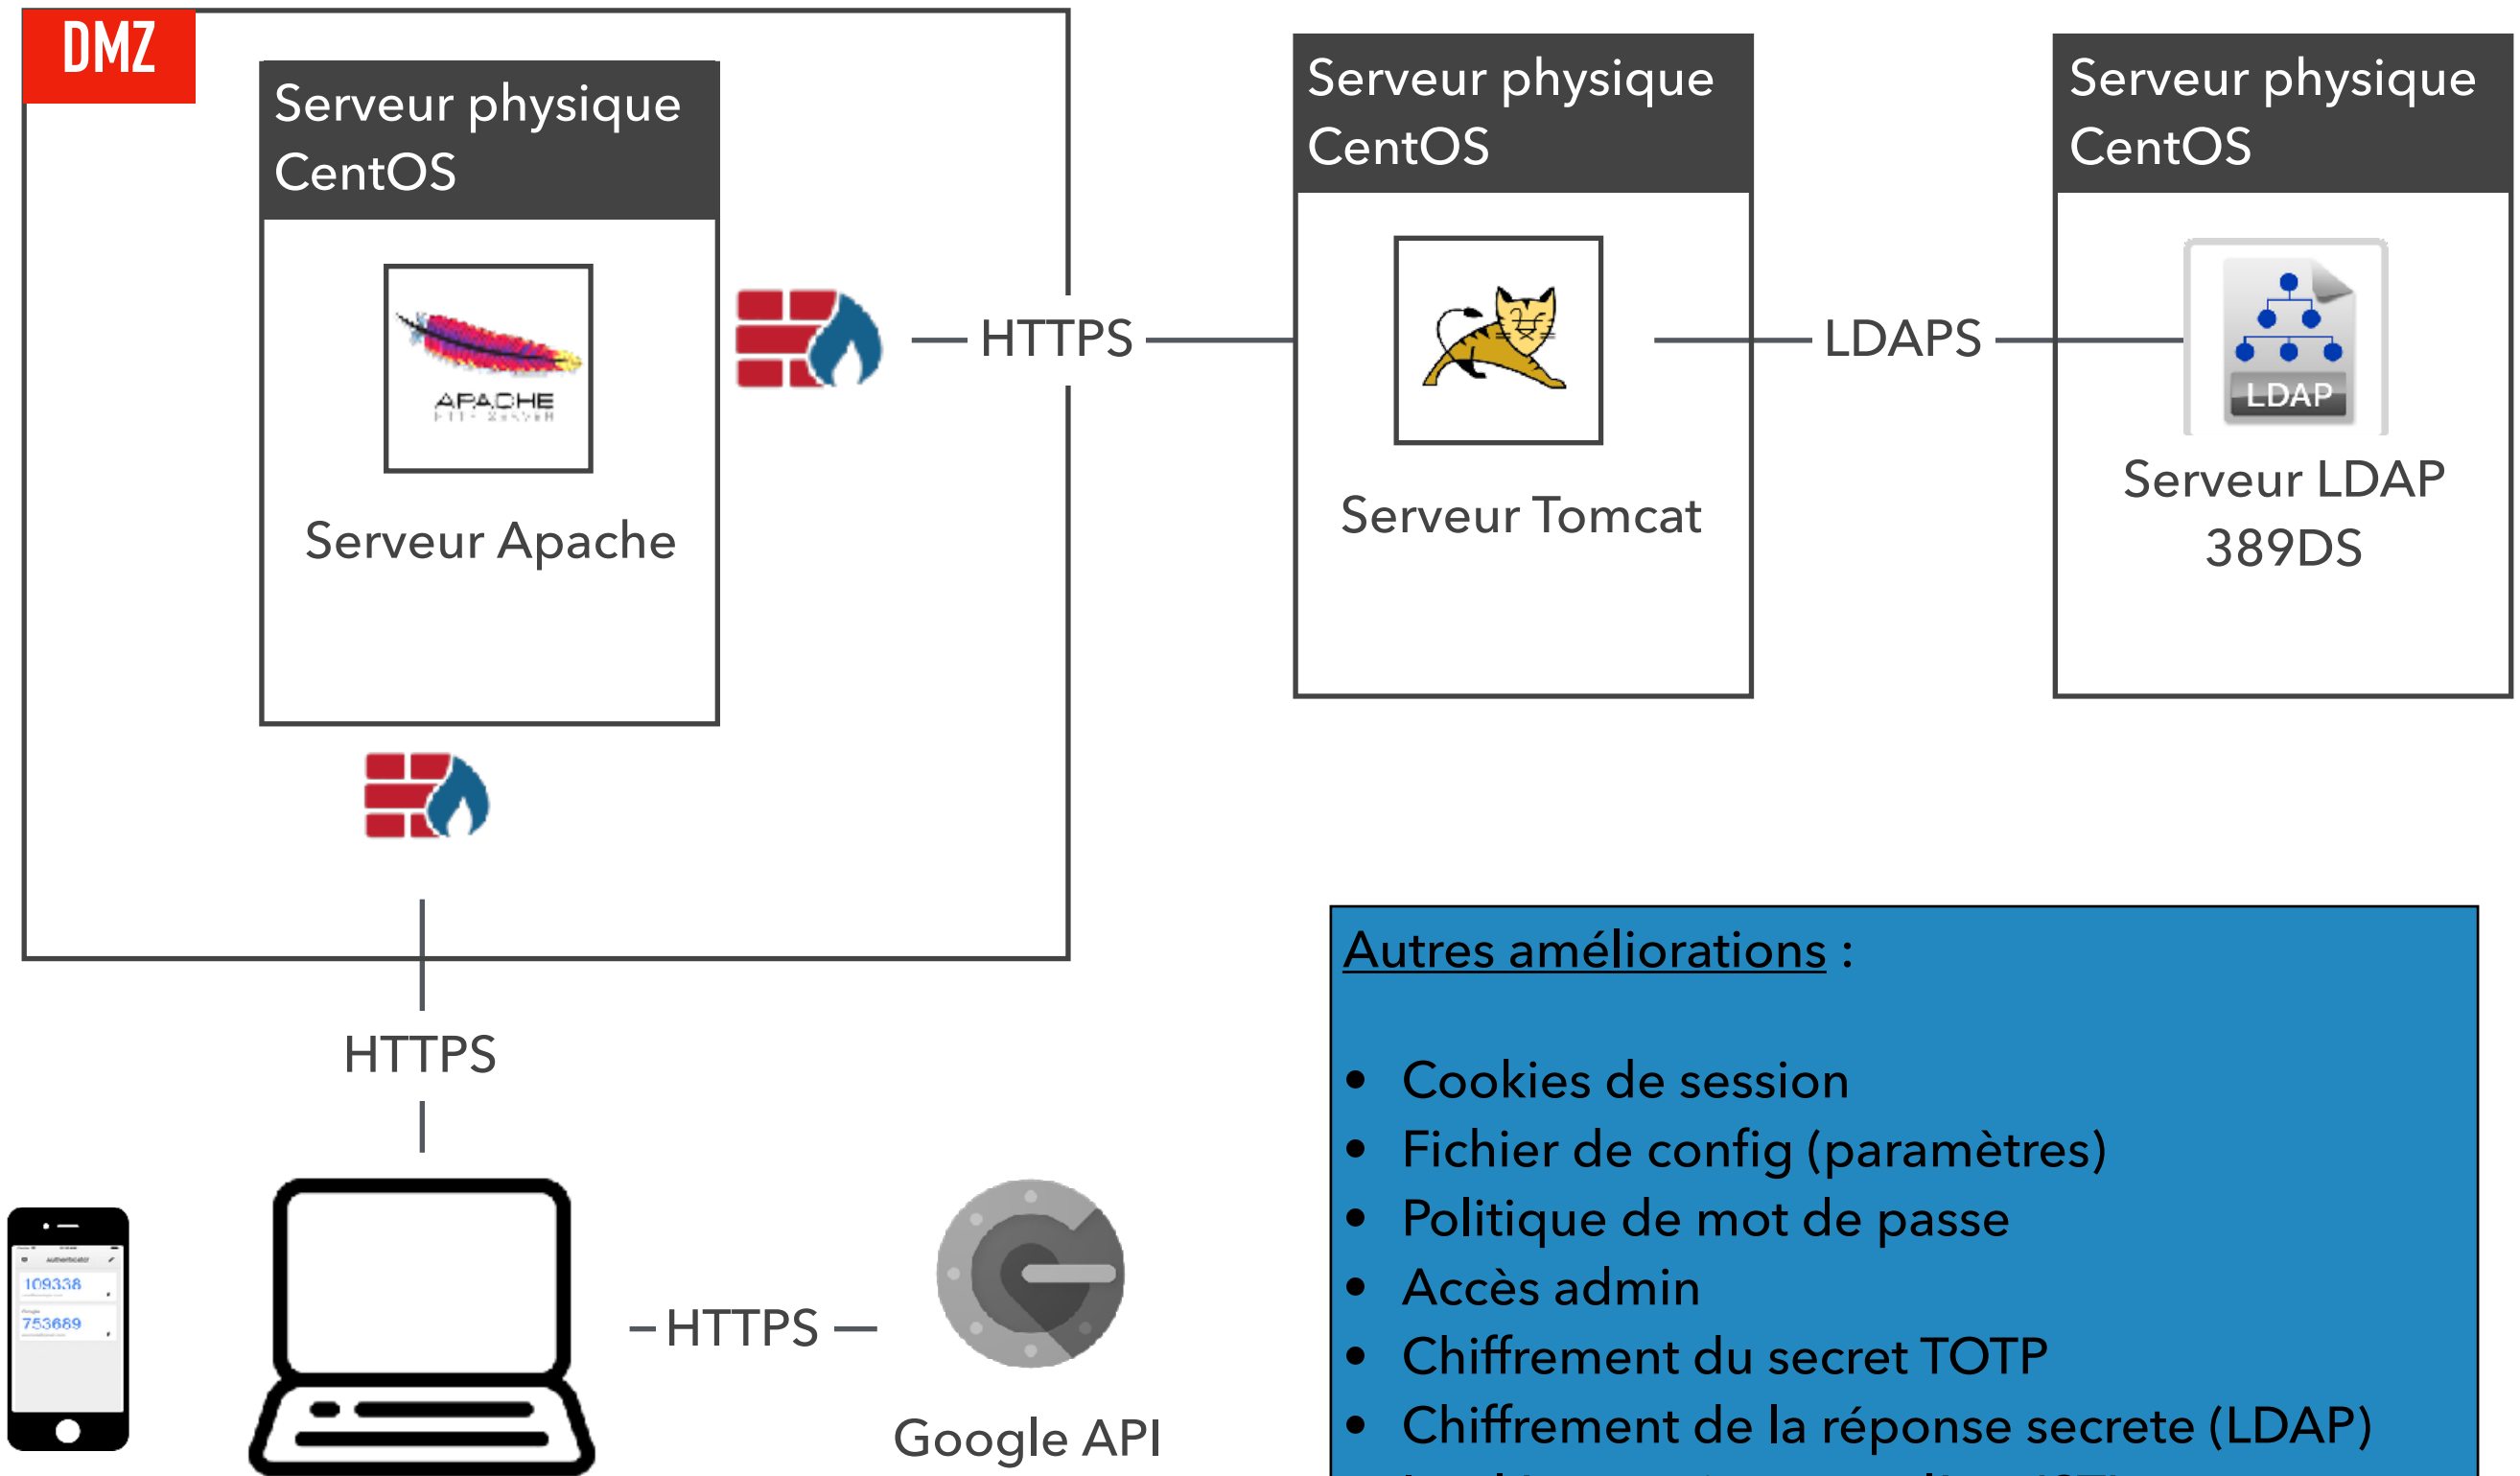 DMZ
Serveur physique
CentOS
APACHE
Serveur Apache
HTTPS
Serveur physique
CentOS
Serveur Tomcat
LDAPS
Serveur physique
CentOS
LDAP
Serveur LDAP
389DS
HTTPS
Authenticator
109338
753689
HTTPS
Google API
Autres améliorations :
• Cookies de session
• Fichier de config (paramètres)
• Politique de mot de passe
• Accès admin
• Chiffrement du secret TOTP
• Chiffrement de la réponse secrete (LDAP)